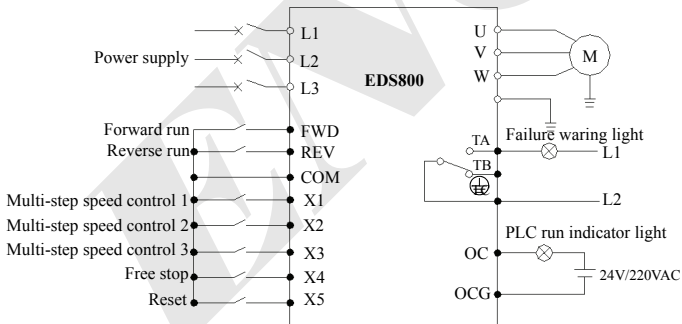 L1
Power supply
L2
L3
EDS800
U
V
W
M
Forward run
FWD
Reverse run
REV
COM
Multi-step speed control 1
X1
Multi-step speed control 2
X2
Multi-step speed control 3
X3
Free stop
X4
Reset
X5
TA
Failure waring light
L1
TB
L2
PLC run indicator light
OC
24V/220VAC
OCG